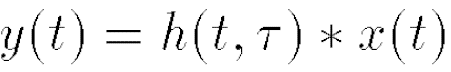 y(t) = h(t, τ) ∗ x(t)